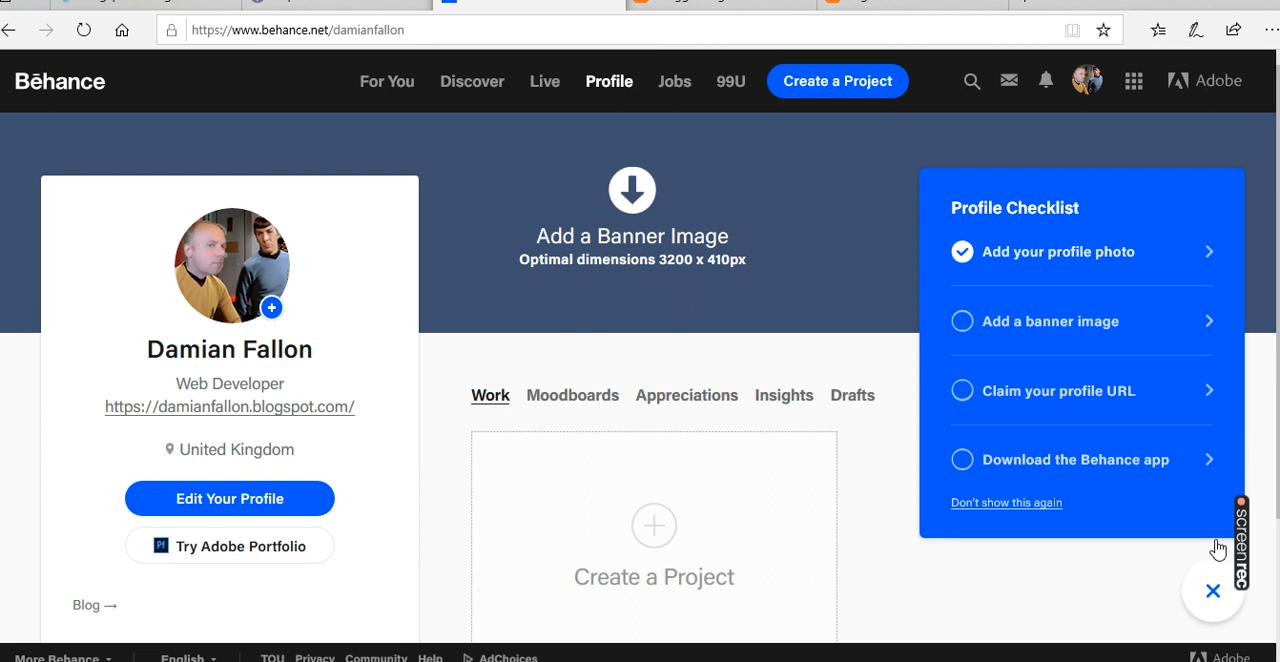 https://www.behance.net/damianfallon
Bēhance
For You
Discover
Live
Profile
Jobs
99U
Create a Project
Adobe
Add a Banner Image
Optimal dimensions 3200 x 410px
Damian Fallon
Web Developer
https://damianfallon.blogspot.com/
United Kingdom
Edit Your Profile
Pf Try Adobe Portfolio
Blog →
Work
Moodboards
Appreciations
Insights
Drafts
Create a Project
Profile Checklist
Add your profile photo
Add a banner image
Claim your profile URL
Download the Behance app
Don't show this again
screenrec
More Behance
English
TOU
Privacy
Community
Help
AdChoices
Adobe